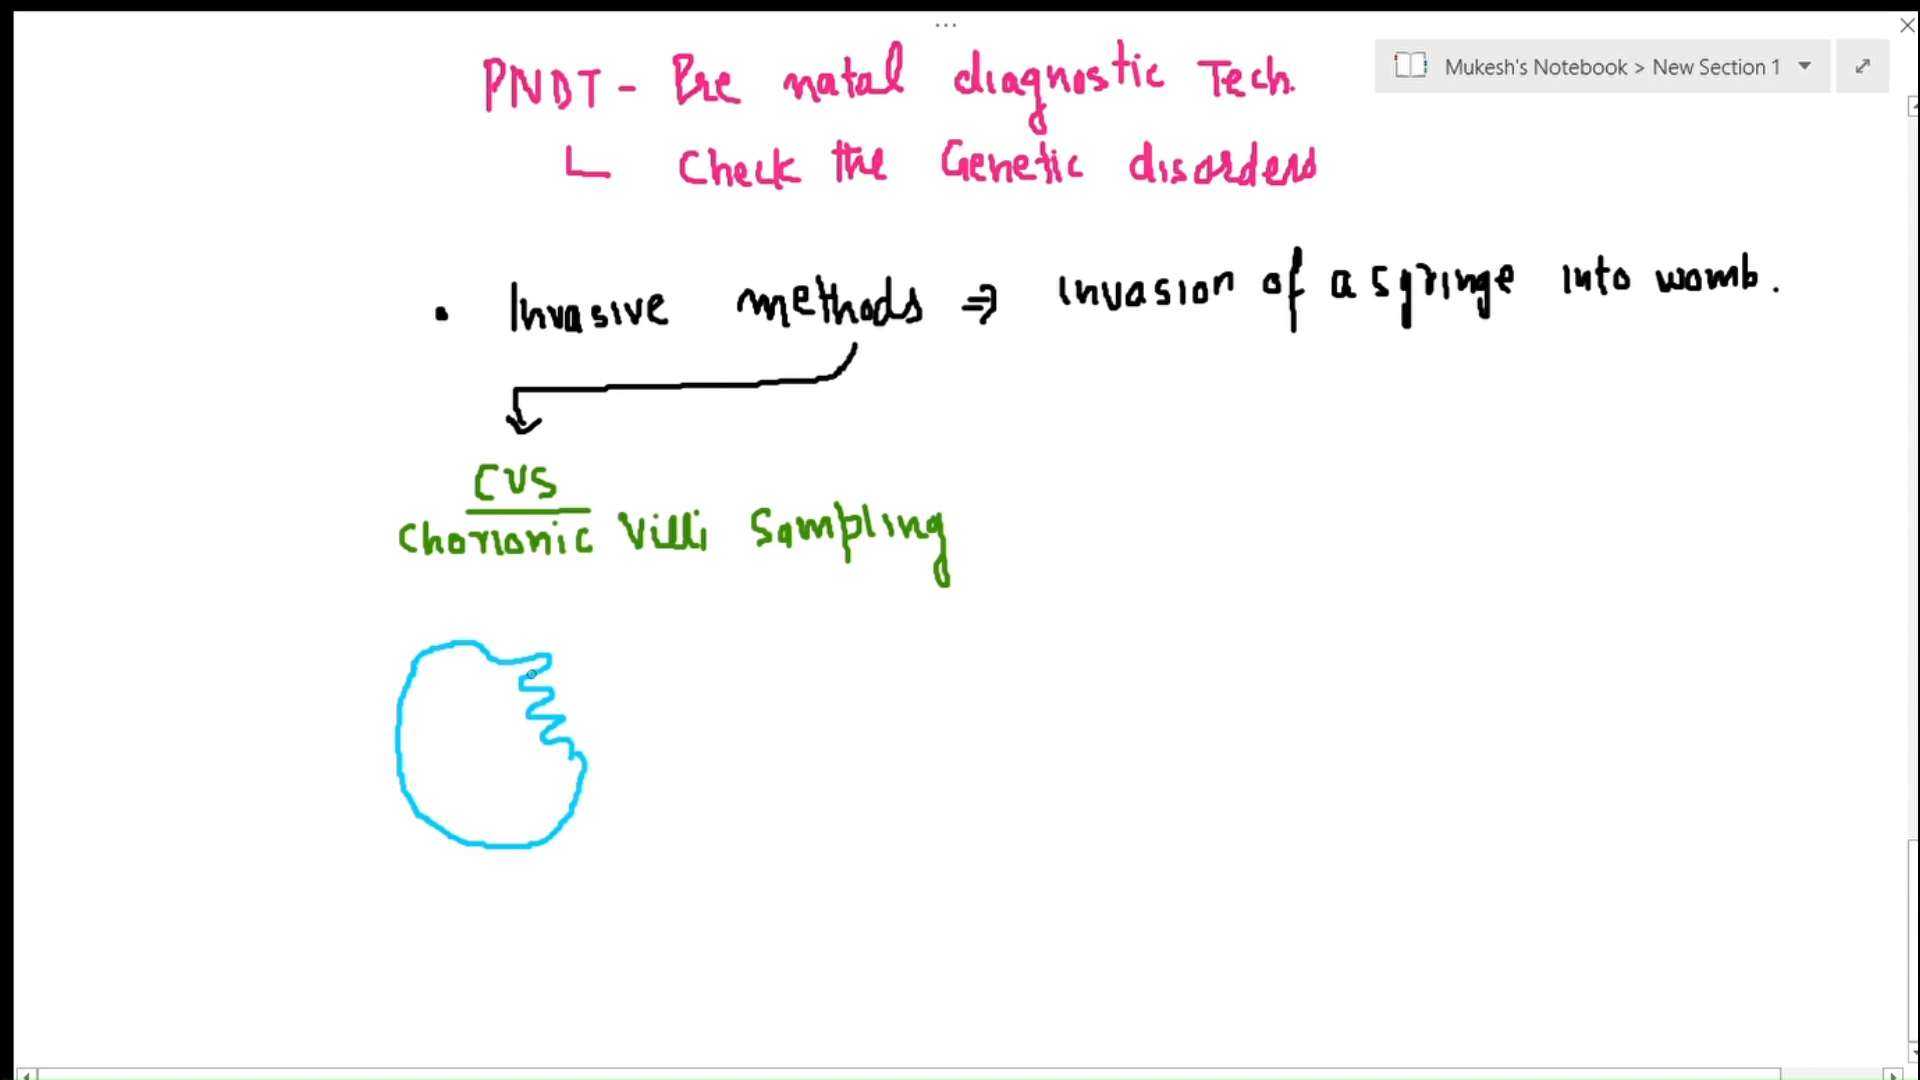 ...
Mukesh's Notebook > New Section 1
PNDT - Pre natal diagnostic Tech.
Check the Genetic disorders
• Invasive methods ⇒ invasion of a syringe into womb.
CVS
Chorionic Villi Sampling